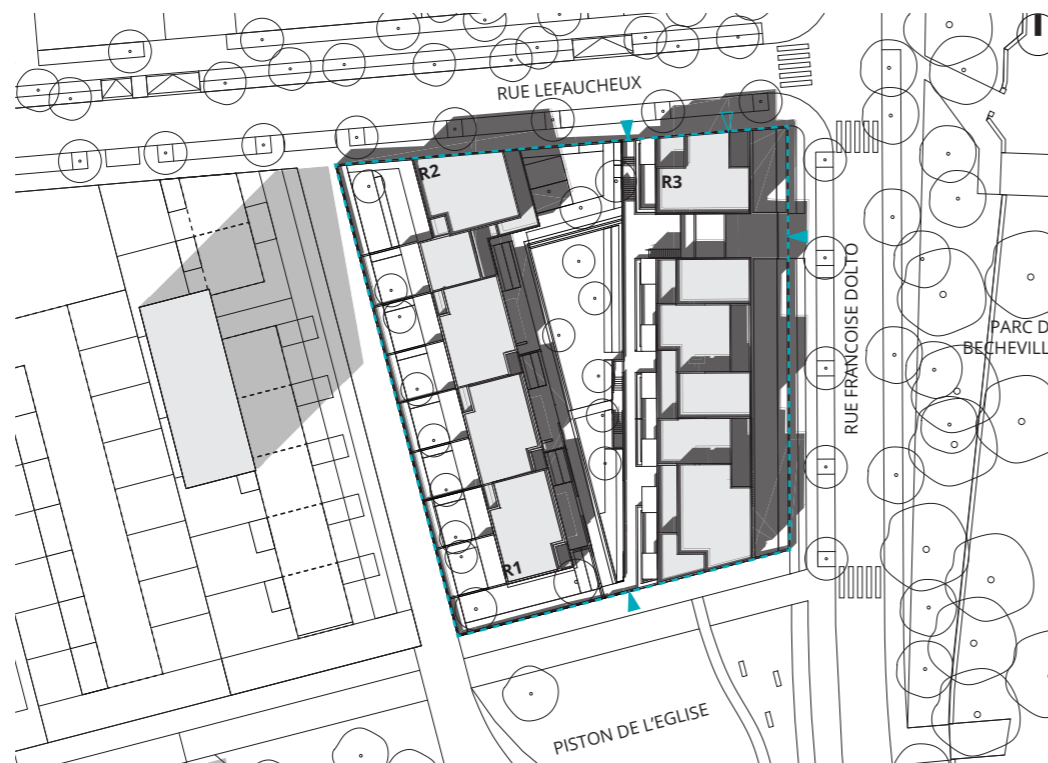 RUE LEFAUCHEUX
R2
R3
RUE FRANCOISE DOLTO
PARC D
BECHEVILL
R1
PISTON DE L'EGLISE